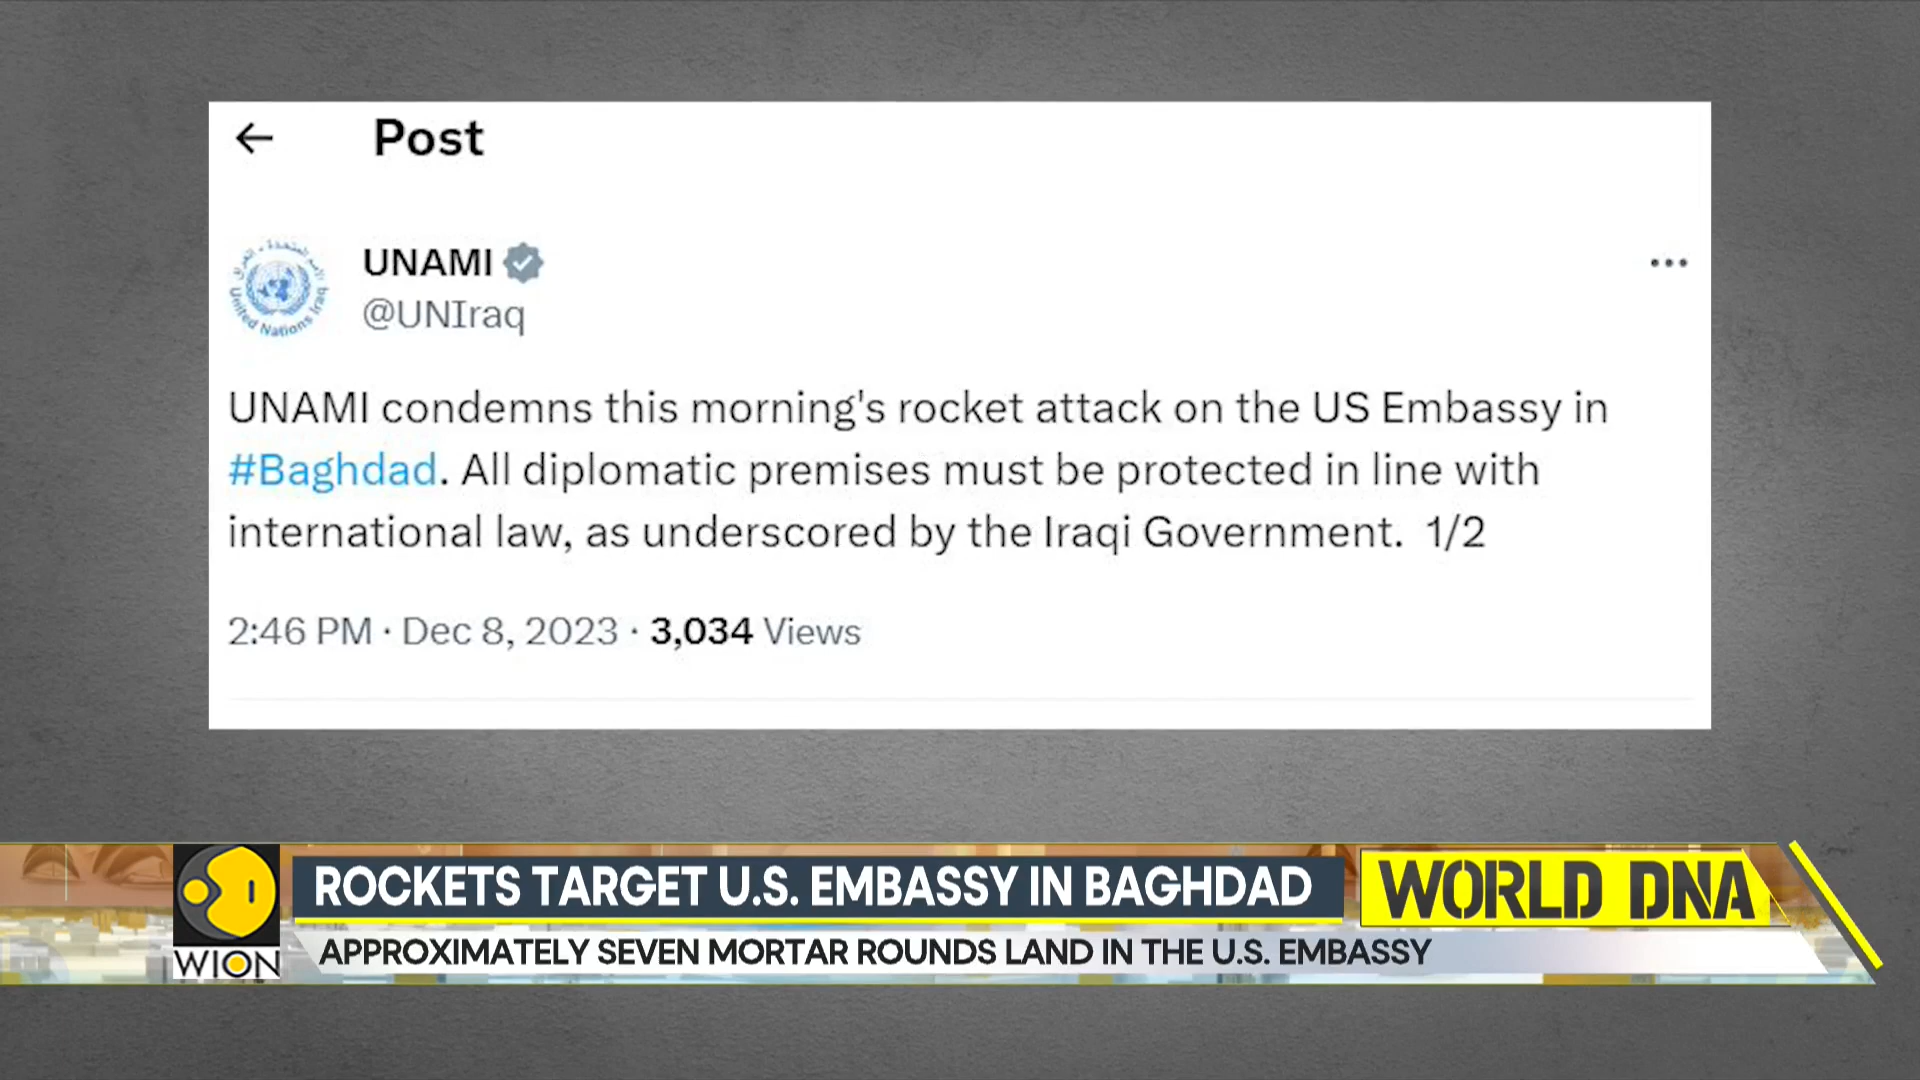 Post
UNAMI
@UNIraq
United Nations Iraq
UNAMI condemns this morning's rocket attack on the US Embassy in
#Baghdad. All diplomatic premises must be protected in line with
international law, as underscored by the Iraqi Government. 1/2
2:46 PM · Dec 8, 2023 · 3,034 Views
ROCKETS TARGET U.S. EMBASSY IN BAGHDAD
WORLD DNA
APPROXIMATELY SEVEN MORTAR ROUNDS LAND IN THE U.S. EMBASSY
WION